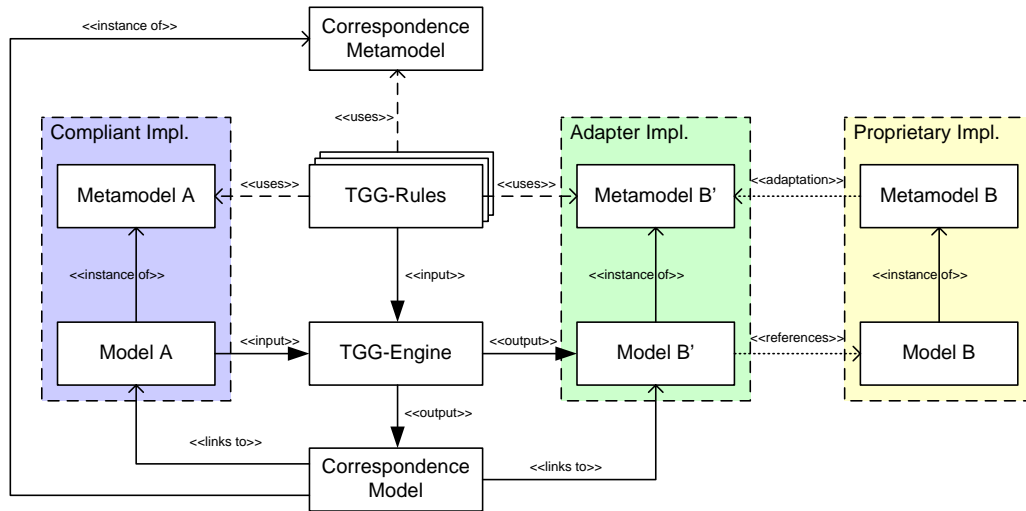 <<instance of>>
Correspondence
Metamodel
<<uses>>
Compliant Impl.
Adapter Impl.
Proprietary Impl.
Metamodel A
<<uses>>
TGG-Rules
<<uses>>
Metamodel B’
<<adaptation>>
Metamodel B
<<instance of>>
<<input>>
<<instance of>>
<<instance of>>
Model A
<<input>>
TGG-Engine
<<output>>
Model B’
<<references>>
Model B
<<output>>
<<links to>>
Correspondence
Model
<<links to>>